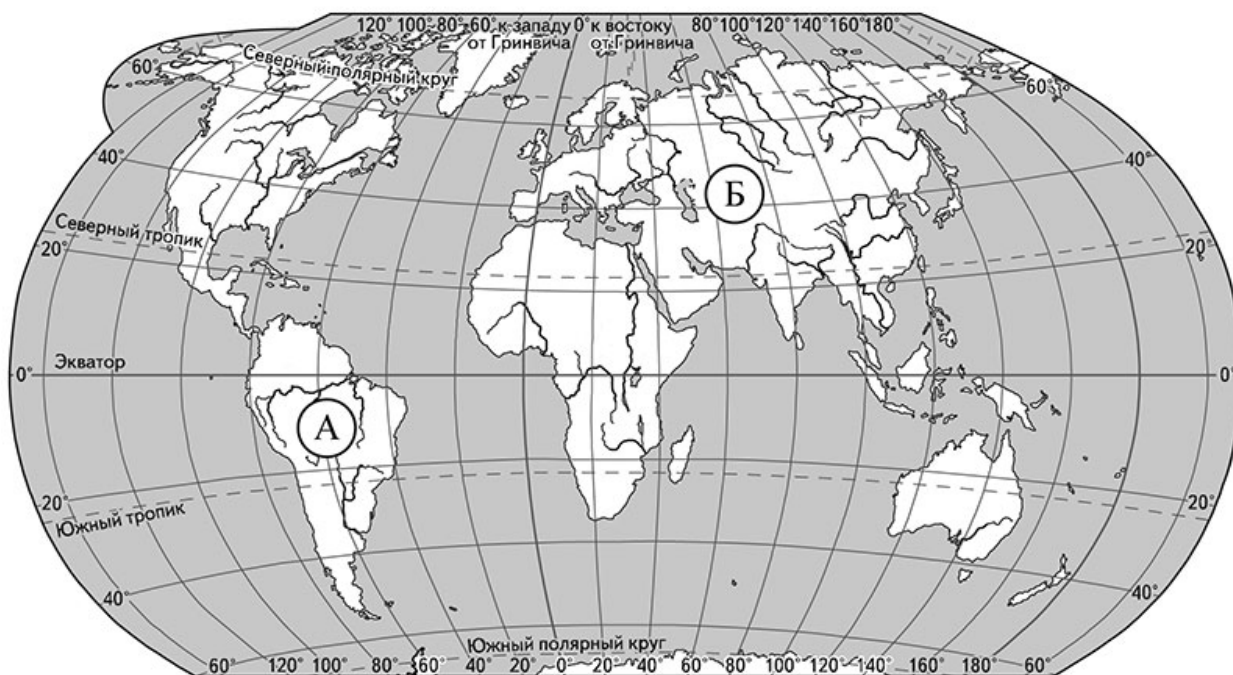 120° 100° 80° 60° к западу 0° к востоку 80° 100° 120° 140° 160° 180°
от Гринвича от Гринвича
60° Северный полярный круг 60°
40° 40°
Б
Северный тропик
20° 20°
Экватор
0° 0°
А
20° 20°
Южный тропик
40° 40°
Южный полярный круг
60° 120° 100° 80° 60° 40° 20° 0° 20° 40° 60° 80° 100° 120° 140° 160° 180° 60°